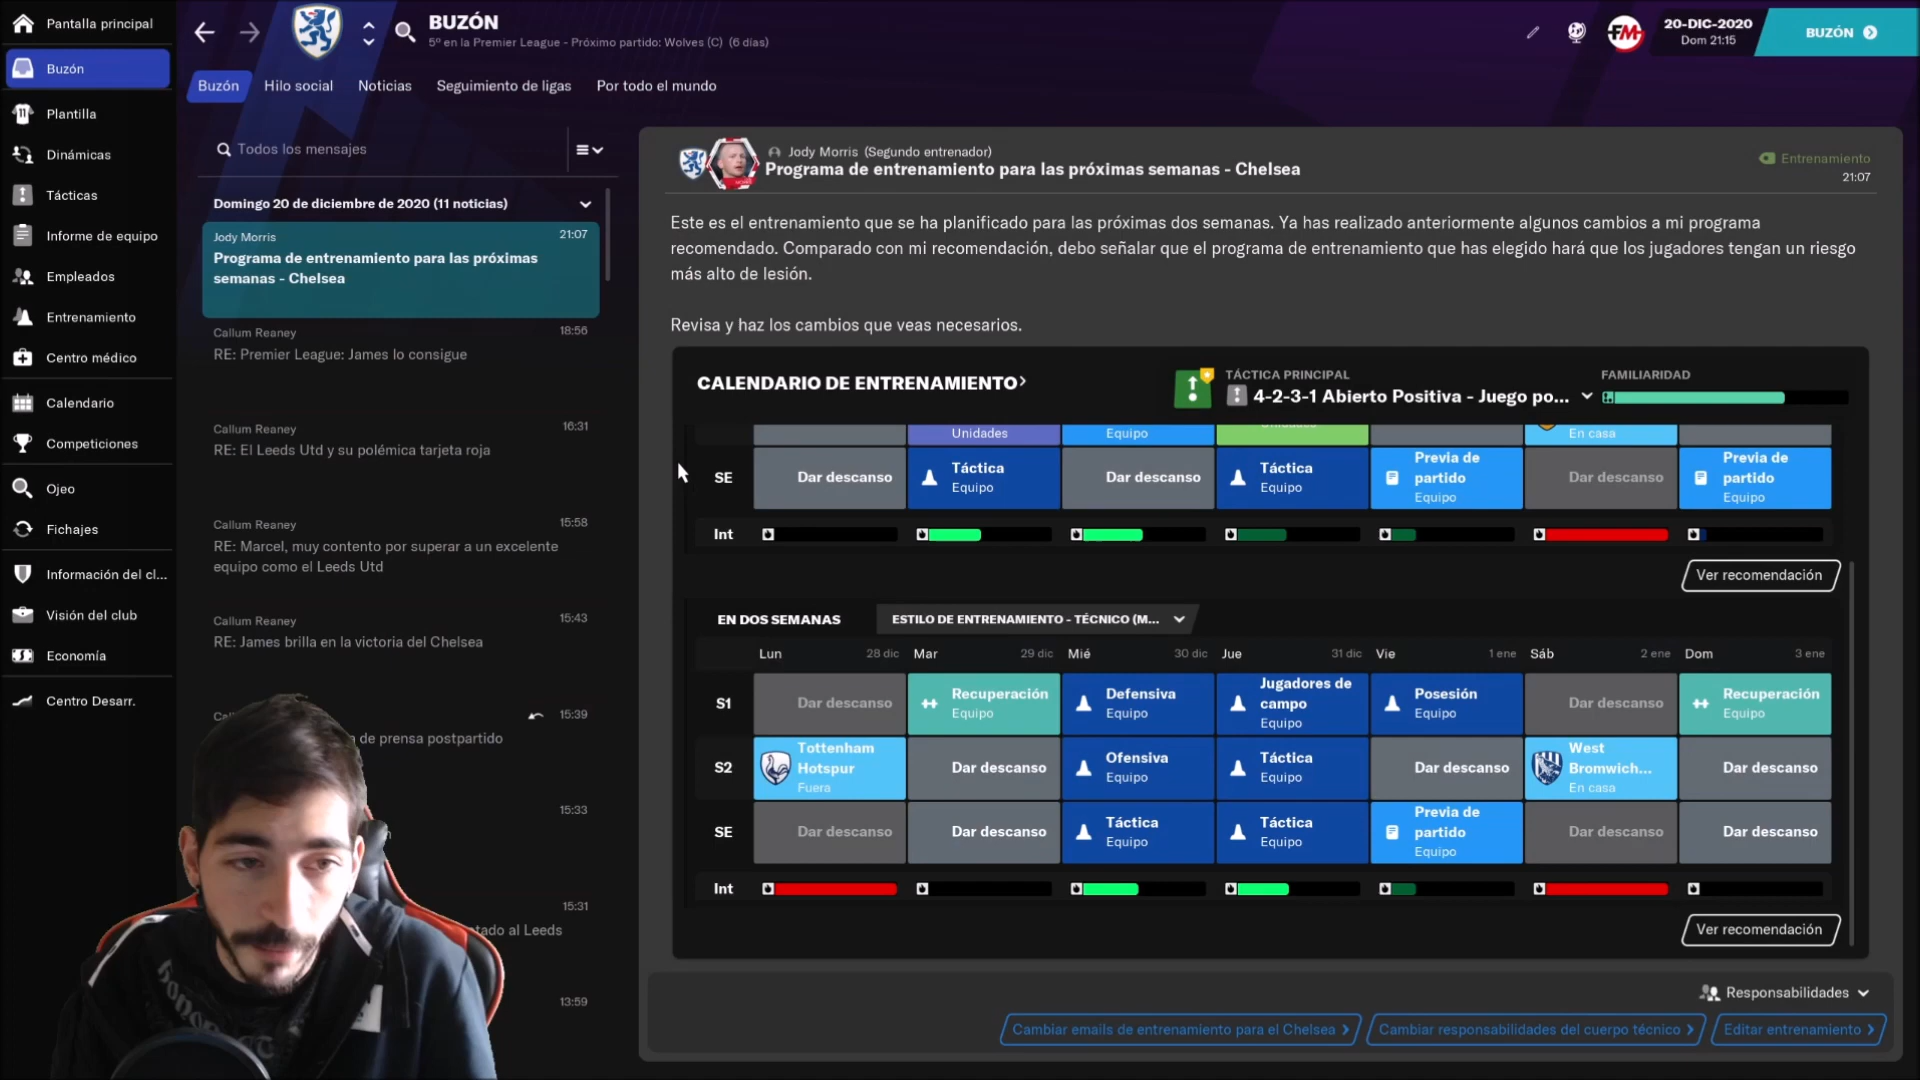 Pantalla principal
Buzón
Plantilla
Dinámicas
Tácticas
Informe de equipo
Empleados
Entrenamiento
Centro médico
Calendario
Competiciones
Ojeo
Fichajes
Información del cl...
Visión del club
Economía
Centro Desarr.
BUZÓN
5º en la Premier League - Próximo partido: Wolves (C) (6 días)
FM
20-DIC-2020
Dom 21:15
BUZÓN
Buzón
Hilo social
Noticias
Seguimiento de ligas
Por todo el mundo
Todos los mensajes
Domingo 20 de diciembre de 2020 (11 noticias)
Jody Morris 21:07
Programa de entrenamiento para las próximas
semanas - Chelsea
Callum Reaney 18:56
RE: Premier League: James lo consigue
Callum Reaney 16:31
RE: El Leeds Utd y su polémica tarjeta roja
Callum Reaney 15:58
RE: Marcel, muy contento por superar a un excelente
equipo como el Leeds Utd
Callum Reaney 15:43
RE: James brilla en la victoria del Chelsea
15:39
de prensa postpartido
15:33
15:31
tado al Leeds
13:59
Jody Morris (Segundo entrenador)
Programa de entrenamiento para las próximas semanas - Chelsea
Entrenamiento
21:07
Este es el entrenamiento que se ha planificado para las próximas dos semanas. Ya has realizado anteriormente algunos cambios a mi programa
recomendado. Comparado con mi recomendación, debo señalar que el programa de entrenamiento que has elegido hará que los jugadores tengan un riesgo
más alto de lesión.
Revisa y haz los cambios que veas necesarios.
CALENDARIO DE ENTRENAMIENTO
TÁCTICA PRINCIPAL
4-2-3-1 Abierto Positiva - Juego po...
FAMILIARIDAD
Unidades Equipo Unidades En casa
SE
Dar descanso
Táctica
Equipo
Dar descanso
Táctica
Equipo
Previa de
partido
Equipo
Dar descanso
Previa de
partido
Equipo
Int
Ver recomendación
EN DOS SEMANAS
ESTILO DE ENTRENAMIENTO - TÉCNICO (M...
Lun 28 dic Mar 29 dic Mié 30 dic Jue 31 dic Vie 1 ene Sáb 2 ene Dom 3 ene
S1
Dar descanso
Recuperación
Equipo
Defensiva
Equipo
Jugadores de
campo
Equipo
Posesión
Equipo
Dar descanso
Recuperación
Equipo
S2
Tottenham
Hotspur
Fuera
Dar descanso
Ofensiva
Equipo
Táctica
Equipo
Dar descanso
West
Bromwich...
En casa
Dar descanso
SE
Dar descanso
Dar descanso
Táctica
Equipo
Táctica
Equipo
Previa de
partido
Equipo
Dar descanso
Dar descanso
Int
Ver recomendación
Responsabilidades
Cambiar emails de entrenamiento para el Chelsea
Cambiar responsabilidades del cuerpo técnico
Editar entrenamiento